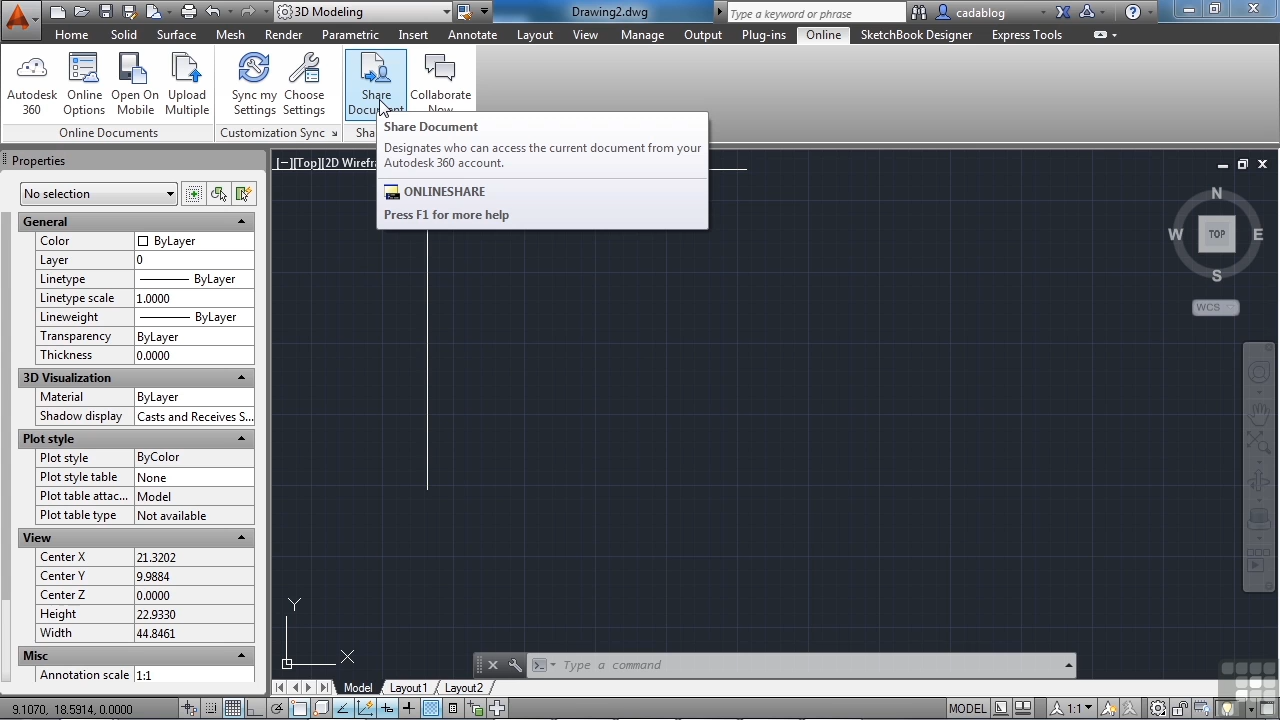 3D Modeling
Drawing2.dwg
Type a keyword or phrase
cadablog
Home Solid Surface Mesh Render Parametric Insert Annotate Layout View Manage Output Plug-ins Online SketchBook Designer Express Tools
Autodesk 360
Online Options
Open On Mobile
Upload Multiple
Sync my Settings
Choose Settings
Share Document
Collaborate Now
Online Documents
Customization Sync
Sha
Share Document
Designates who can access the current document from your
Autodesk 360 account.
ONLINESHARE
Press F1 for more help
Properties
[−][Top][2D Wirefra
No selection
General
Color ByLayer
Layer 0
Linetype ByLayer
Linetype scale 1.0000
Lineweight ByLayer
Transparency ByLayer
Thickness 0.0000
3D Visualization
Material ByLayer
Shadow display Casts and Receives S...
Plot style
Plot style ByColor
Plot style table None
Plot table attac... Model
Plot table type Not available
View
Center X 21.3202
Center Y 9.9884
Center Z 0.0000
Height 22.9330
Width 44.8461
Misc
Annotation scale 1:1
N
W TOP E
S
WCS
Y
X
Type a command
Model Layout1 Layout2
9.1070, 18.5914, 0.0000
MODEL
1:1